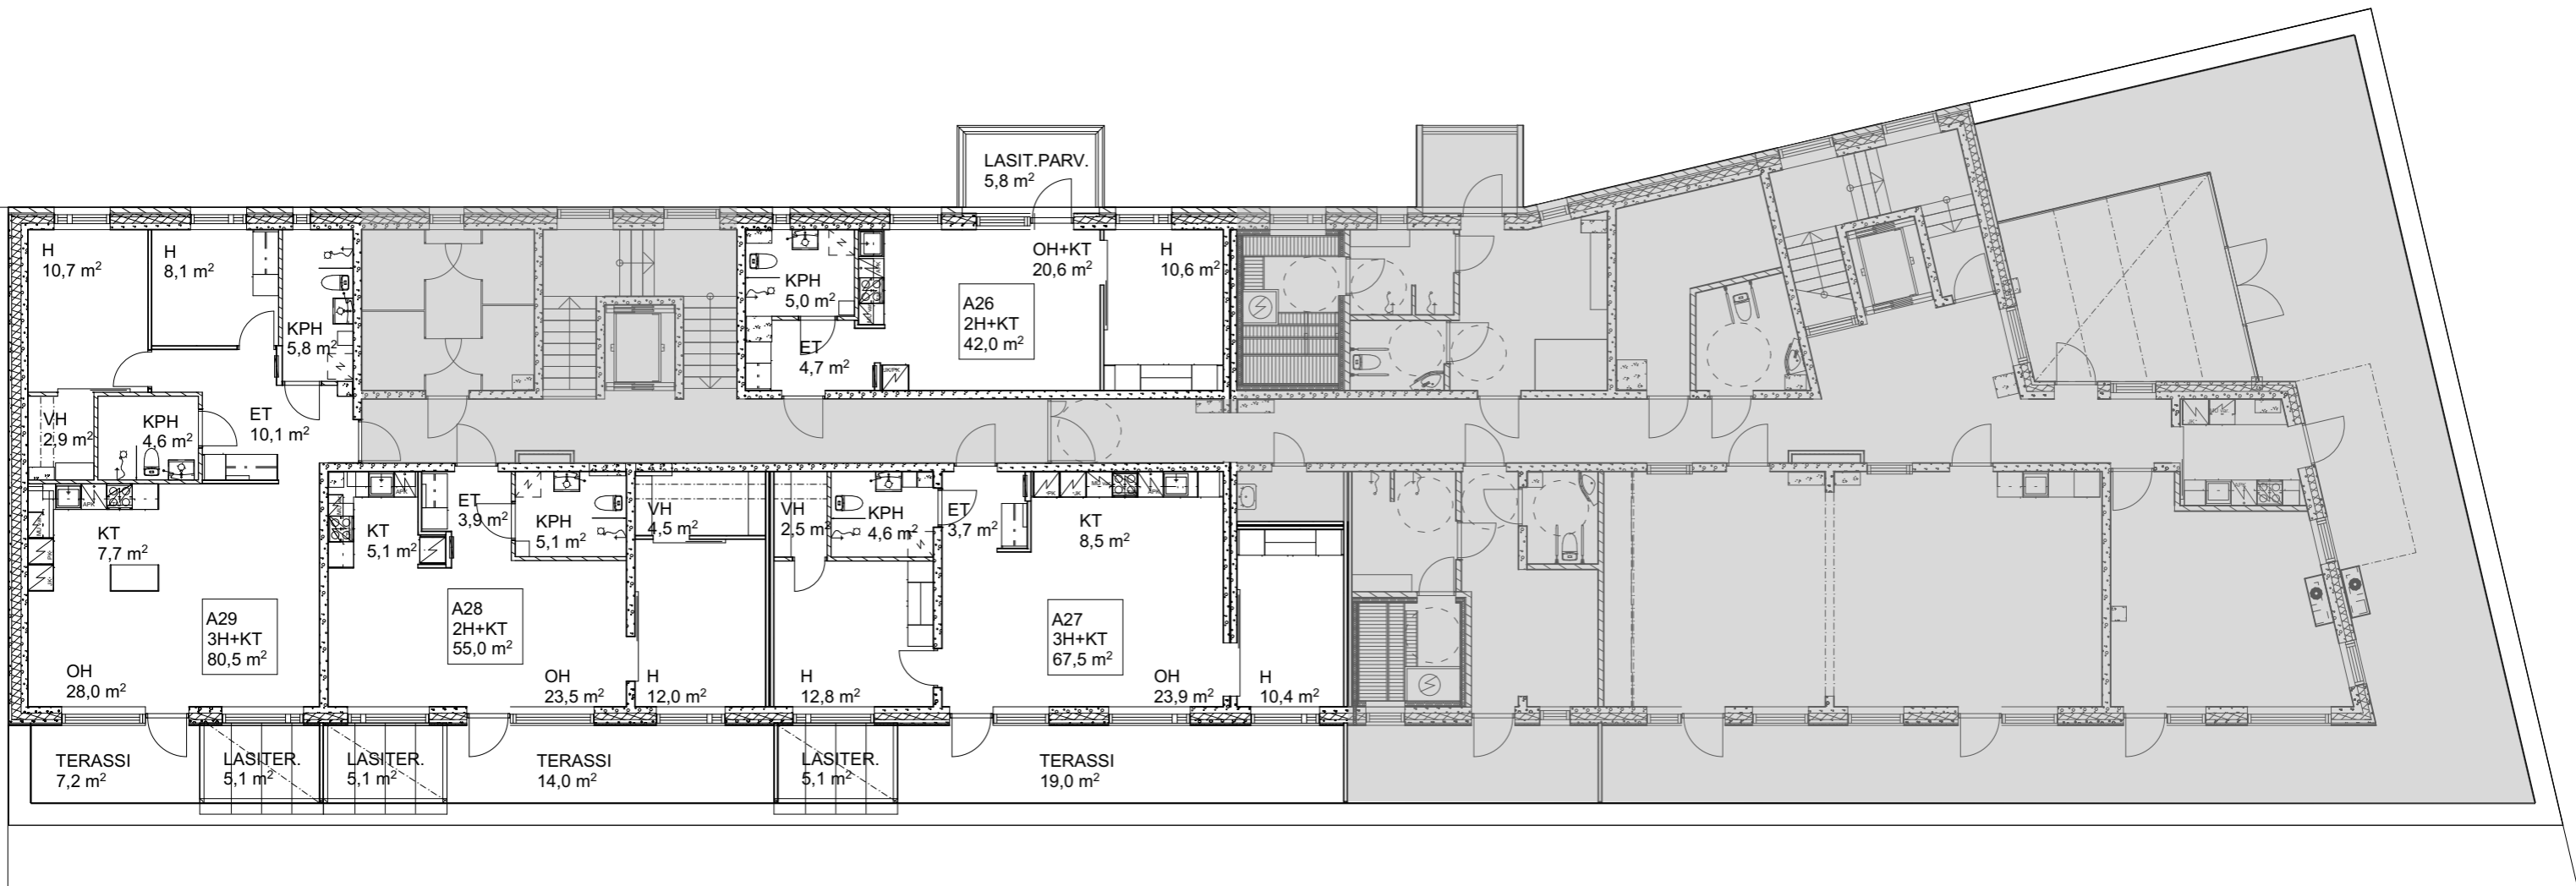 LASIT.PARV.
5,8 m²
H
10,7 m²
H
8,1 m²
KPH
5,8 m²
VH
2,9 m²
KPH
4,6 m²
ET
10,1 m²
KT
7,7 m²
A29
3H+KT
80,5 m²
OH
28,0 m²
KPH
5,0 m²
ET
4,7 m²
OH+KT
20,6 m²
A26
2H+KT
42,0 m²
H
10,6 m²
KT
5,1 m²
ET
3,9 m²
KPH
5,1 m²
VH
4,5 m²
A28
2H+KT
55,0 m²
OH
23,5 m²
H
12,0 m²
VH
2,5 m²
KPH
4,6 m²
ET
3,7 m²
KT
8,5 m²
A27
3H+KT
67,5 m²
H
12,8 m²
OH
23,9 m²
H
10,4 m²
TERASSI
7,2 m²
LASITER.
5,1 m²
LASITER.
5,1 m²
TERASSI
14,0 m²
LASITER.
5,1 m²
TERASSI
19,0 m²